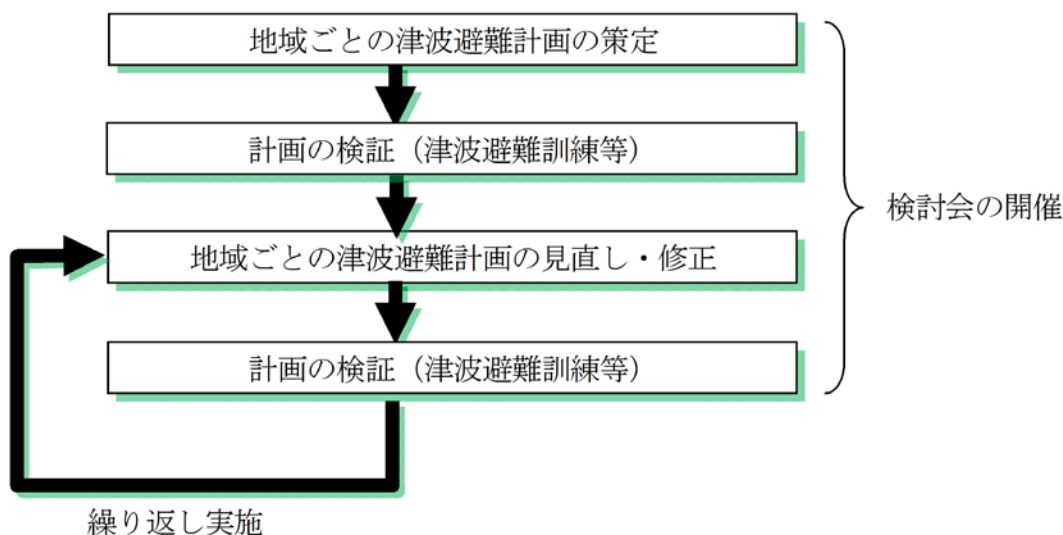 地域ごとの津波避難計画の策定
計画の検証（津波避難訓練等）
地域ごとの津波避難計画の見直し・修正
計画の検証（津波避難訓練等）
検討会の開催
繰り返し実施